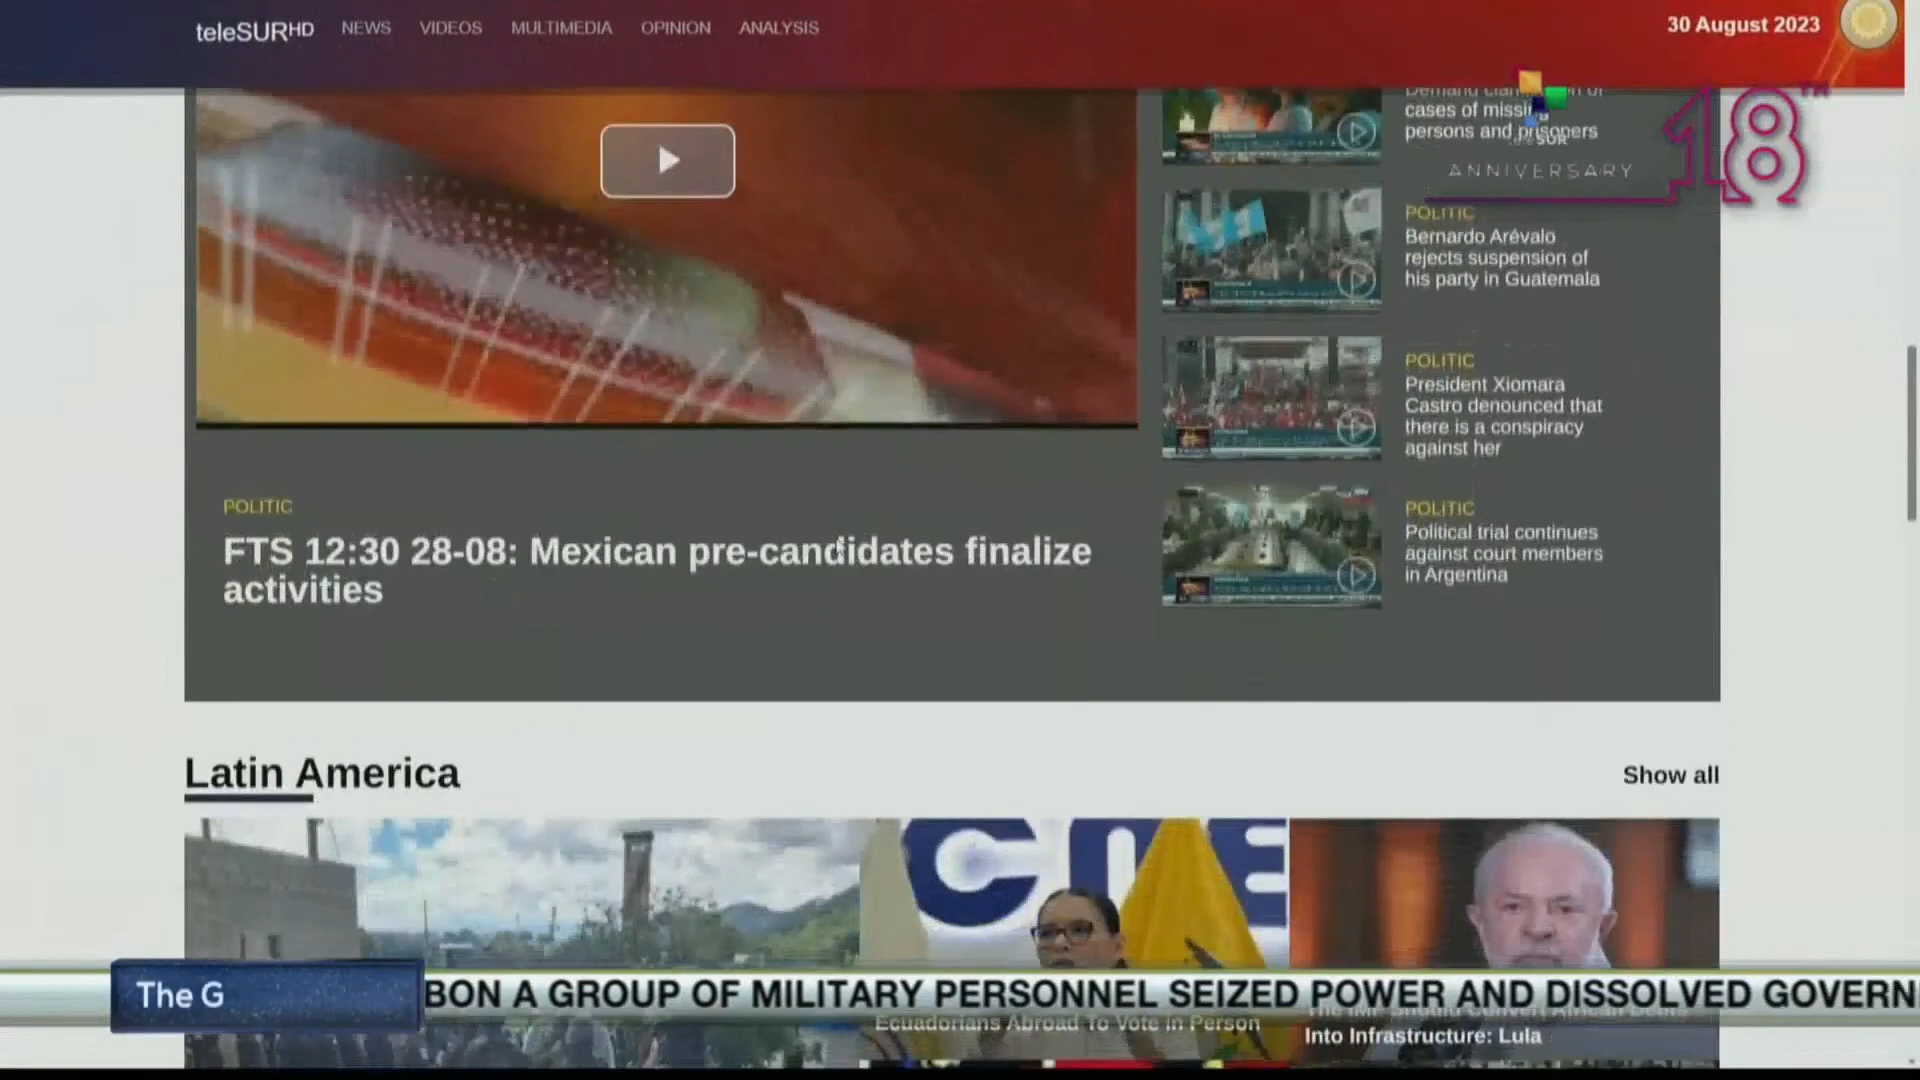 teleSURHD NEWS VIDEOS MULTIMEDIA OPINION ANALYSIS
30 August 2023
cases of missing
persons and prisoners
18TH
ANNIVERSARY
POLITIC
Bernardo Arévalo
rejects suspension of
his party in Guatemala
POLITIC
President Xiomara
Castro denounced that
there is a conspiracy
against her
POLITIC
Political trial continues
against court members
in Argentina
POLITIC
FTS 12:30 28-08: Mexican pre-candidates finalize
activities
Latin America
Show all
CNE
The G
BON A GROUP OF MILITARY PERSONNEL SEIZED POWER AND DISSOLVED GOVERN
Ecuadorians Abroad To Vote in Person
Into Infrastructure: Lula